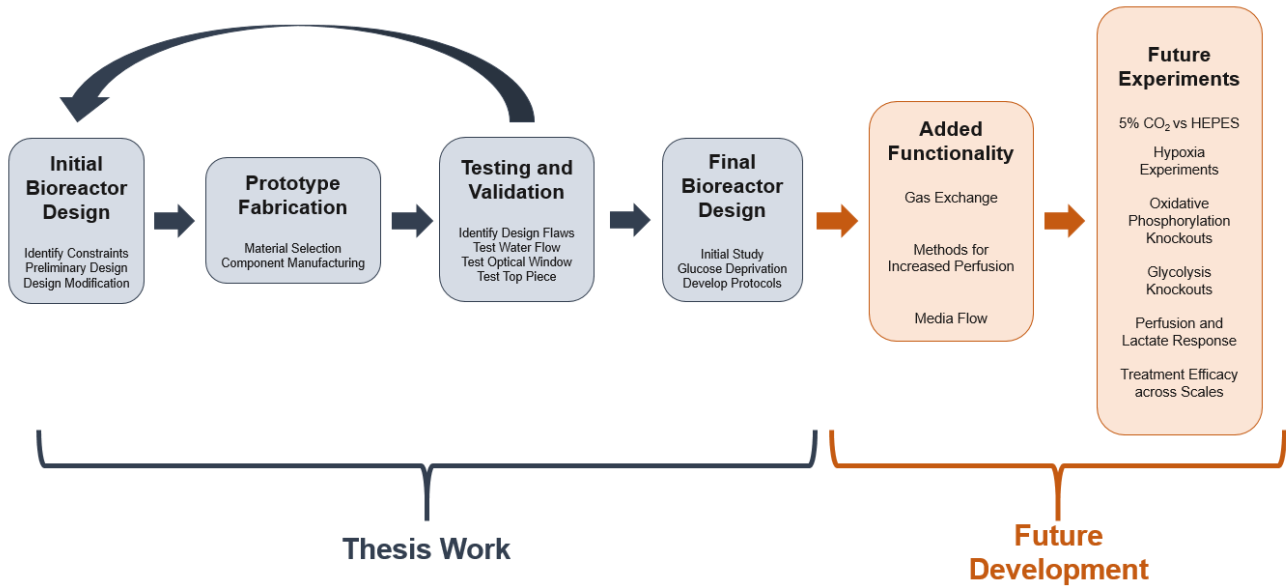 Initial
Bioreactor
Design
Identify Constraints
Preliminary Design
Design Modification
Prototype
Fabrication
Material Selection
Component Manufacturing
Testing and
Validation
Identify Design Flaws
Test Water Flow
Test Optical Window
Test Top Piece
Final
Bioreactor
Design
Initial Study
Glucose Deprivation
Develop Protocols
Added
Functionality
Gas Exchange
Methods for
Increased Perfusion
Media Flow
Future
Experiments
5% CO₂ vs HEPES
Hypoxia
Experiments
Oxidative
Phosphorylation
Knockouts
Glycolysis
Knockouts
Perfusion and
Lactate Response
Treatment Efficacy
across Scales
Thesis Work
Future
Development